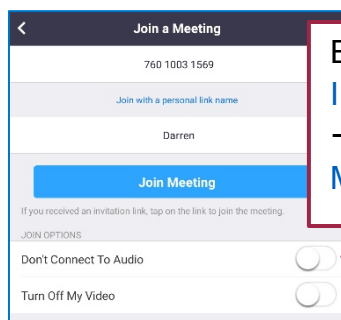 Join a Meeting
760 1003 1569
Join with a personal link name
Darren
Join Meeting
If you received an invitation link, tap on the link to join the meeting.
JOIN OPTIONS
Don't Connect To Audio
Turn Off My Video